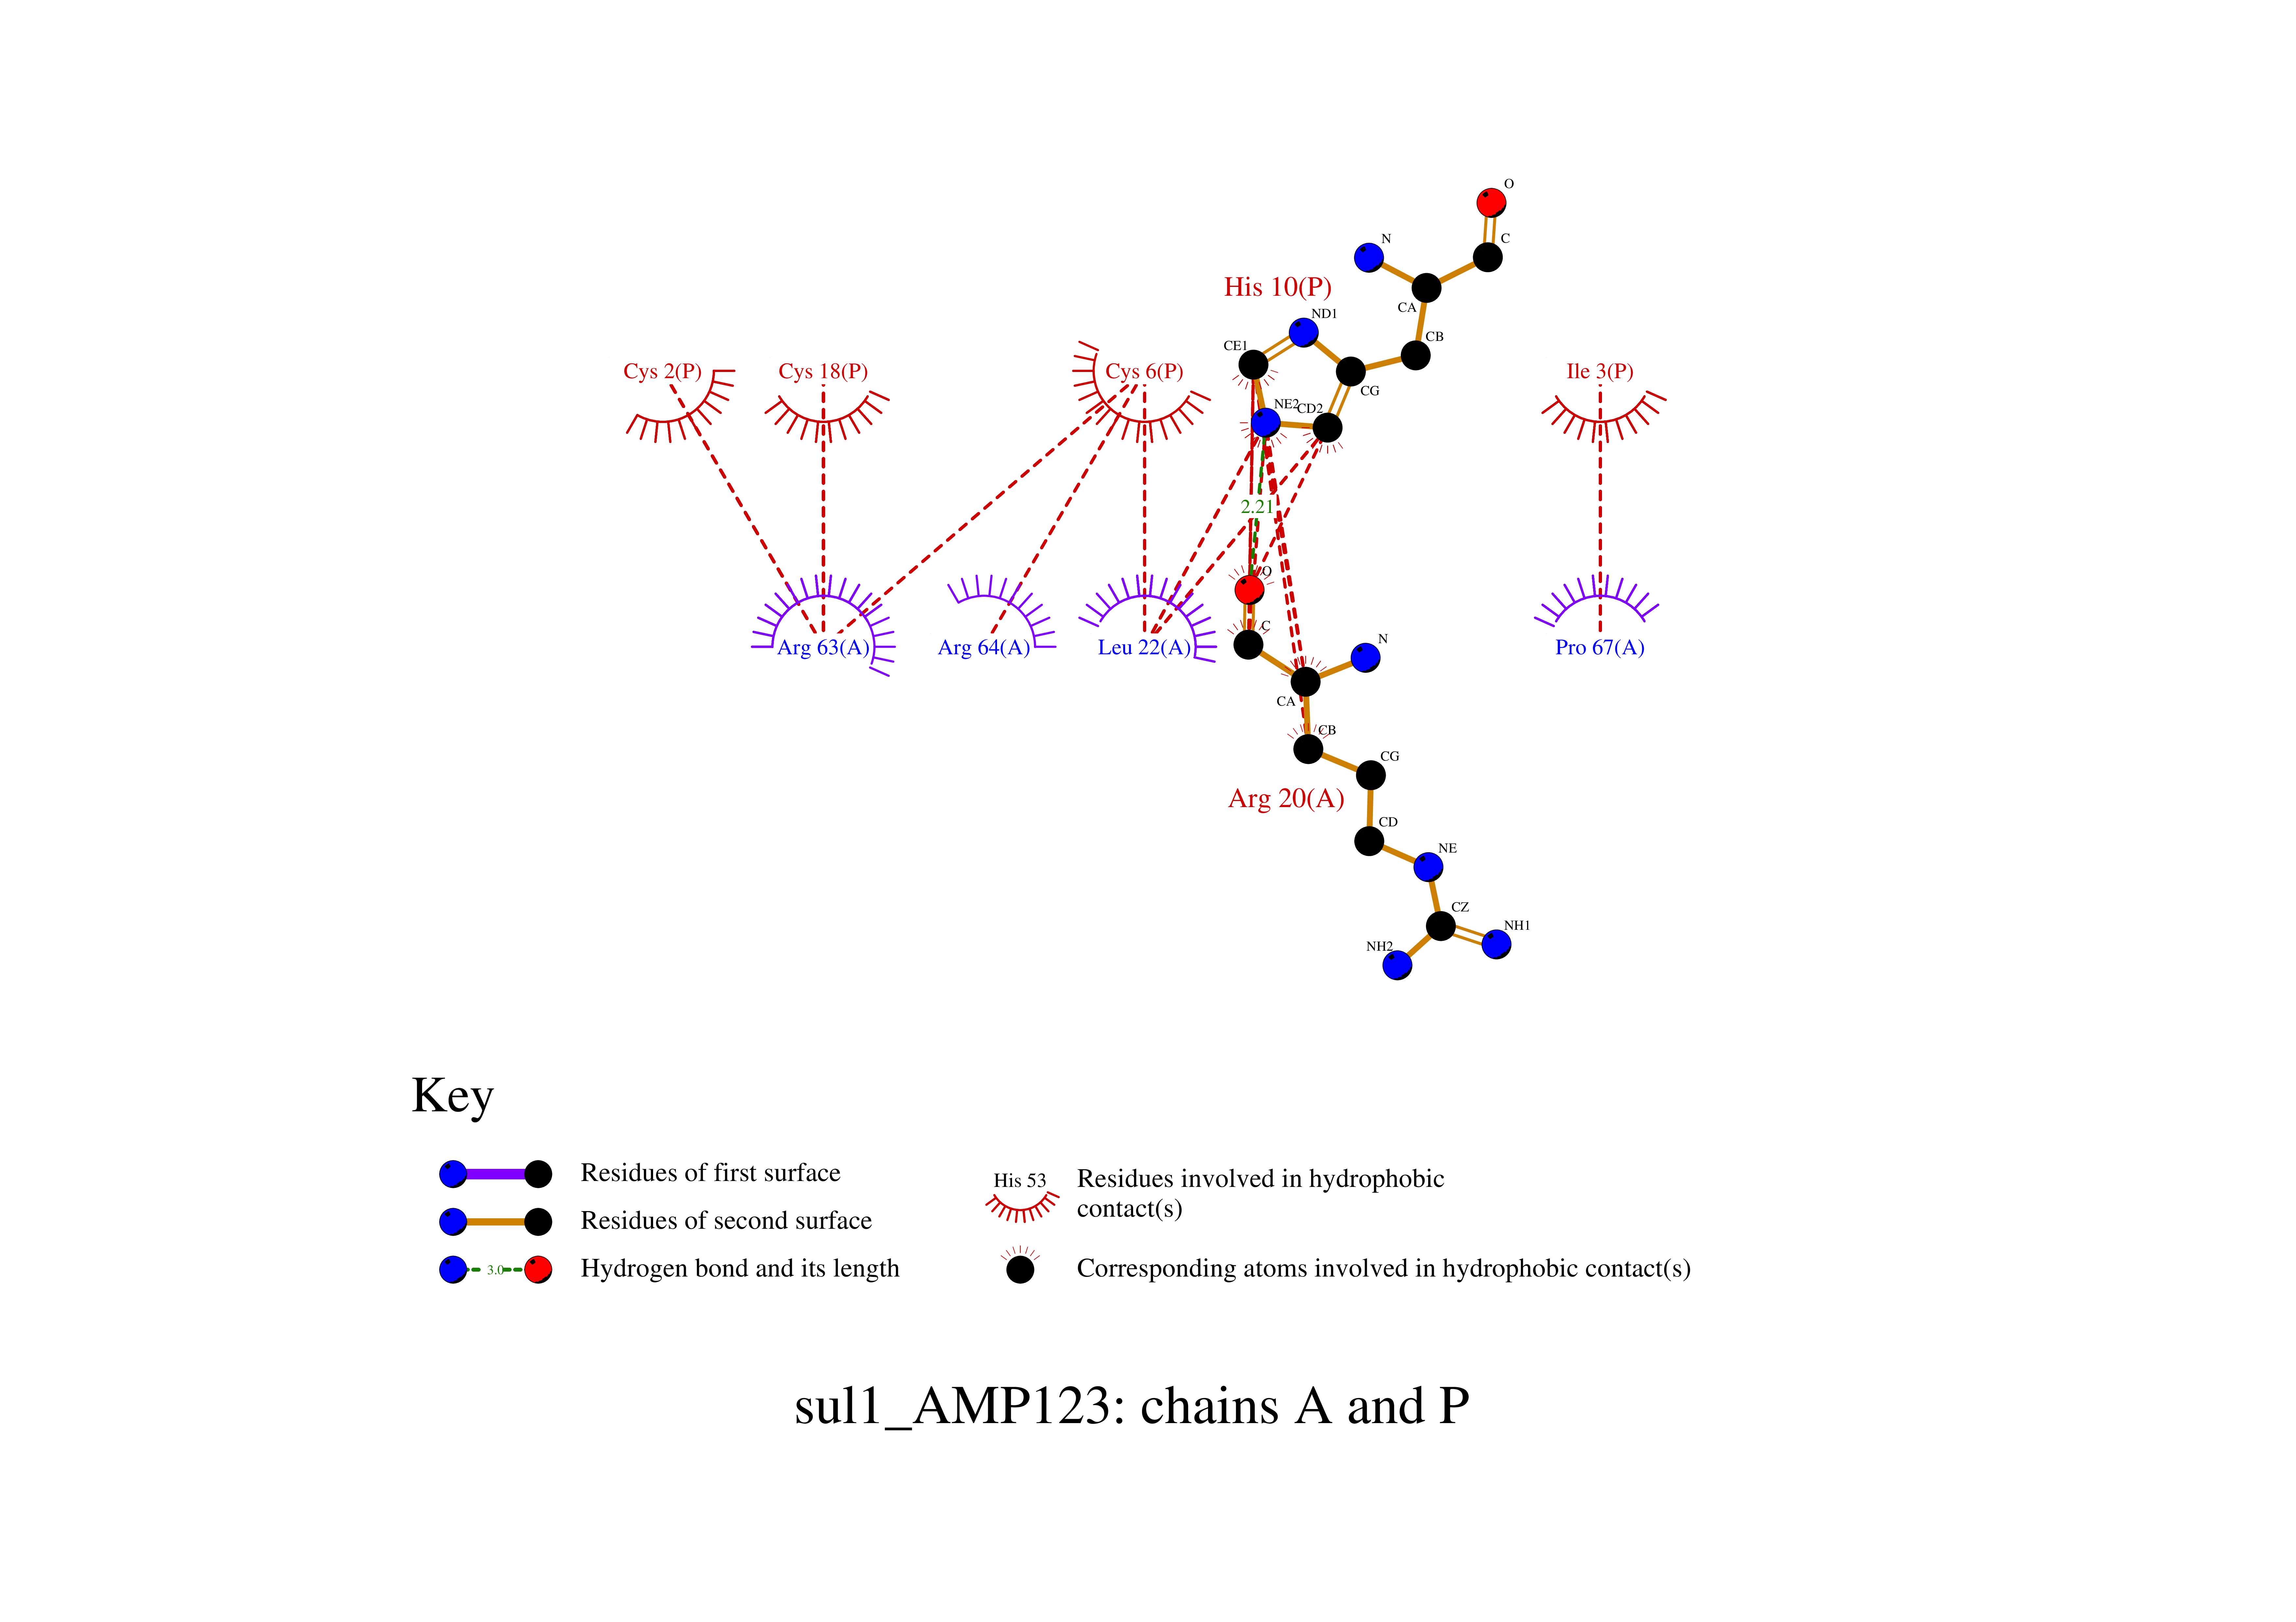 O
N
C
His 10(P)
CA
ND1
CB
CE1
Cys 2(P)
Cys 18(P)
Cys 6(P)
Ile 3(P)
CG
NE2
CD2
2.21
O
C
N
Arg 63(A)
Arg 64(A)
Leu 22(A)
Pro 67(A)
CA
CB
CG
Arg 20(A)
CD
NE
CZ
NH1
NH2
Key
Residues of first surface
Residues of second surface
3.0
Hydrogen bond and its length
His 53
Residues involved in hydrophobic
contact(s)
Corresponding atoms involved in hydrophobic contact(s)
sul1_AMP123: chains A and P